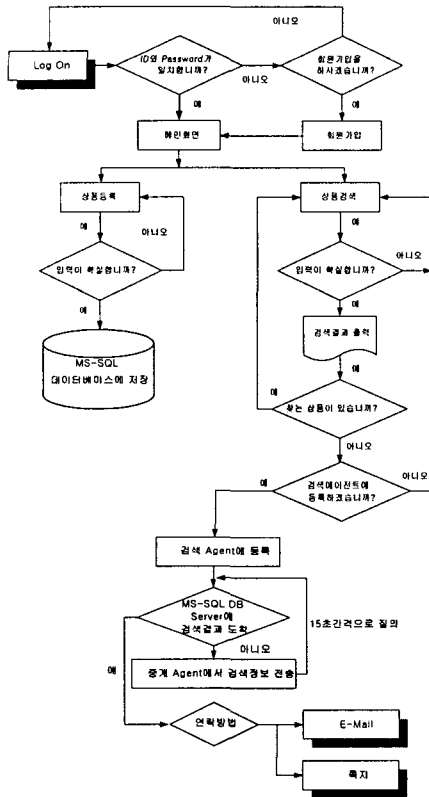 아니오
Log On
ID와 Password가
일치합니까?
아니오
회원가입을
하시겠습니까?
예
예
메인화면
회원가입
상품등록
상품검색
예
아니오
예
아니오
입력이 확실합니까?
입력이 확실합니까?
예
예
MS-SQL
데이터베이스에 저장
검색결과 출력
예
예
찾는 상품이 있습니까?
아니오
예
아니오
검색에이전트에
등록하겠습니까?
검색 Agent에 등록
MS-SQL DB
Server에
검색결과 도착
15초간격으로 질의
아니오
예
중계 Agent에서 검색정보 전송
연락방법
E-Mail
쪽지